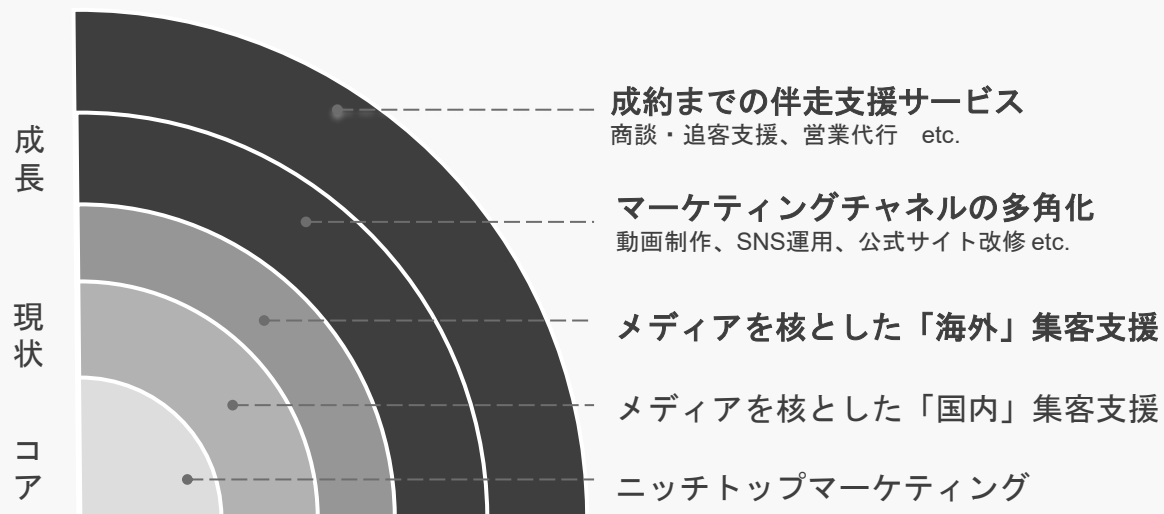 成長
成約までの伴走支援サービス
商談・追客支援、営業代行　etc.
マーケティングチャネルの多角化
動画制作、SNS運用、公式サイト改修 etc.
現状
メディアを核とした「海外」集客支援
メディアを核とした「国内」集客支援
コア
ニッチトップマーケティング